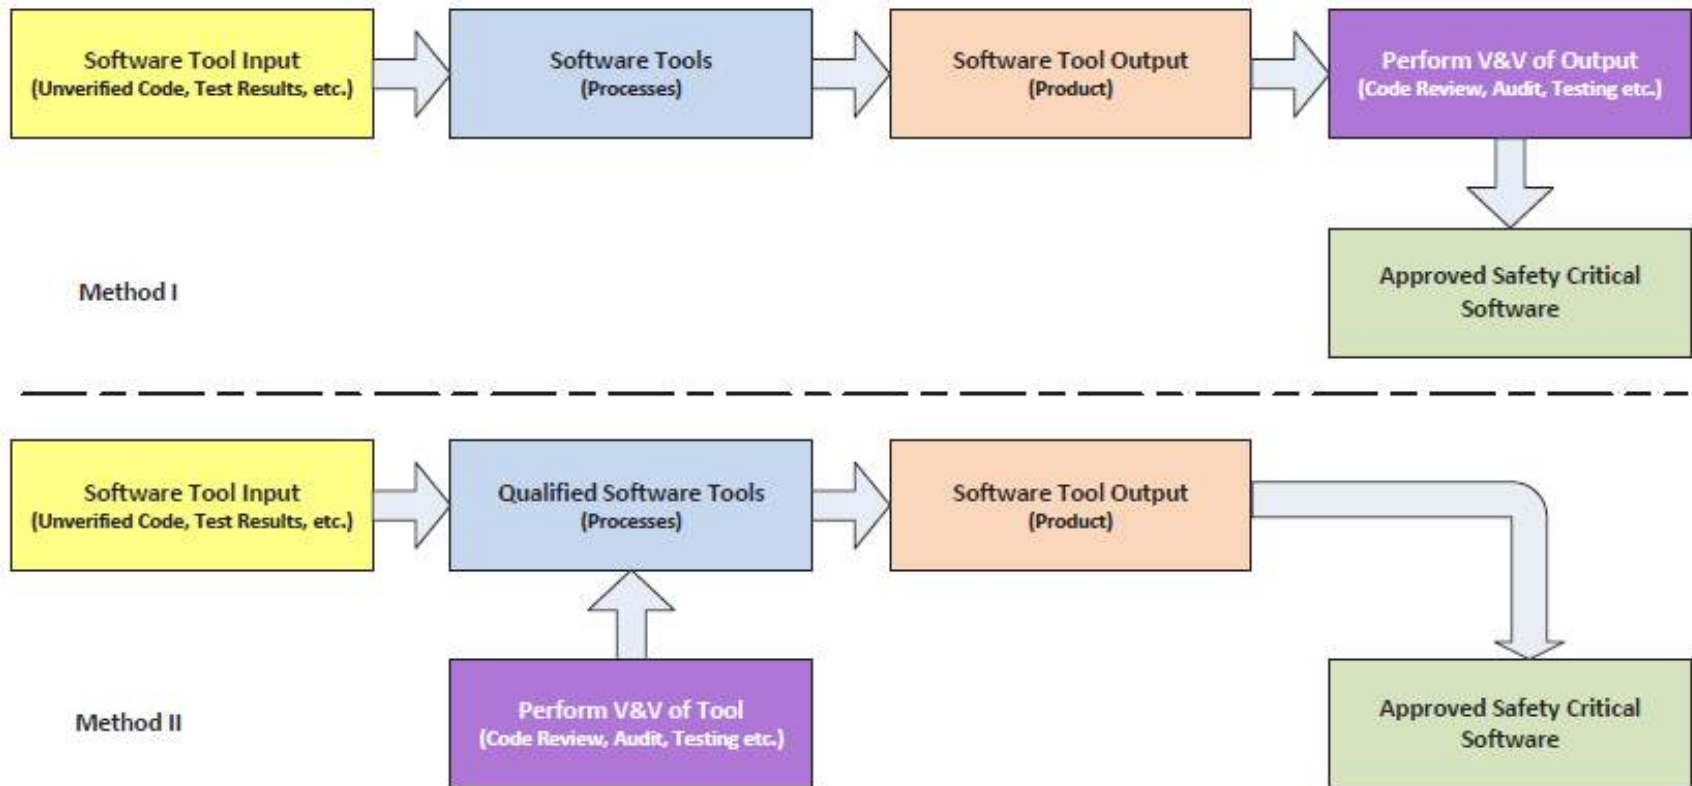 Software Tool Input
(Unverified Code, Test Results, etc.)
Software Tools
(Processes)
Software Tool Output
(Product)
Perform V&V of Output
(Code Review, Audit, Testing etc.)
Method I
Approved Safety Critical
Software
Software Tool Input
(Unverified Code, Test Results, etc.)
Qualified Software Tools
(Processes)
Software Tool Output
(Product)
Method II
Perform V&V of Tool
(Code Review, Audit, Testing etc.)
Approved Safety Critical
Software